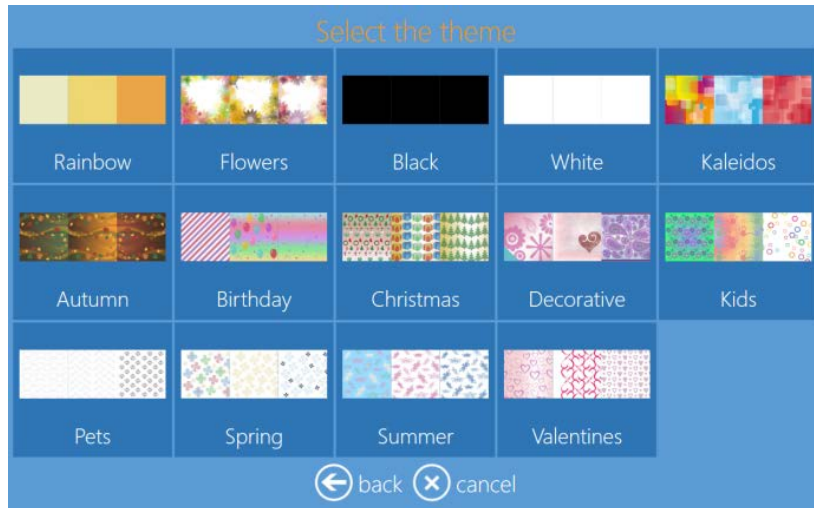 Select the theme
Rainbow Flowers Black White Kaleidos
Autumn Birthday Christmas Decorative Kids
Pets Spring Summer Valentines
back cancel